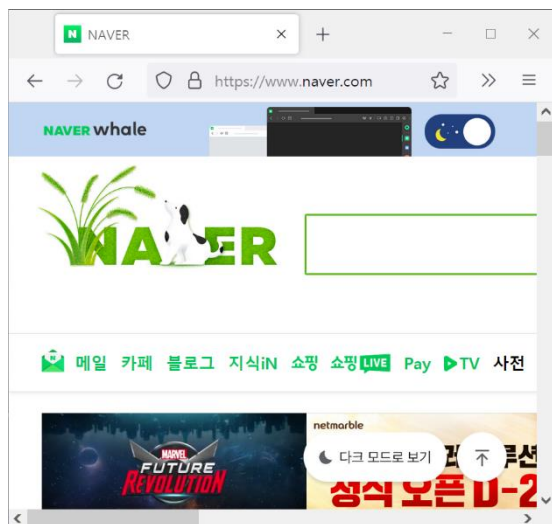 NAVER
https://www.naver.com
NAVER whale
NAVER
메일 카페 블로그 지식iN 쇼핑 쇼핑LIVE Pay TV 사전
MARVEL
FUTURE
REVOLUTION
netmarble
다크 모드로 보기
정식 오픈 D-2